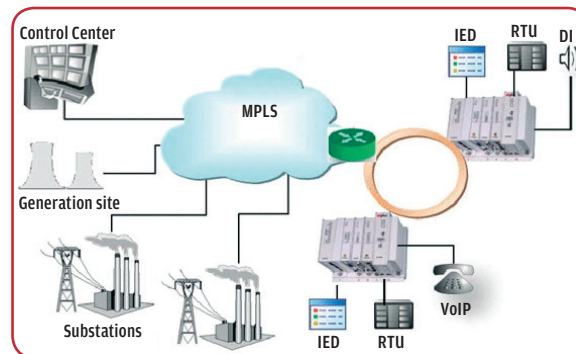 Control Center
IED
RTU
DI
MPLS
Generation site
Substations
VoIP
IED
RTU